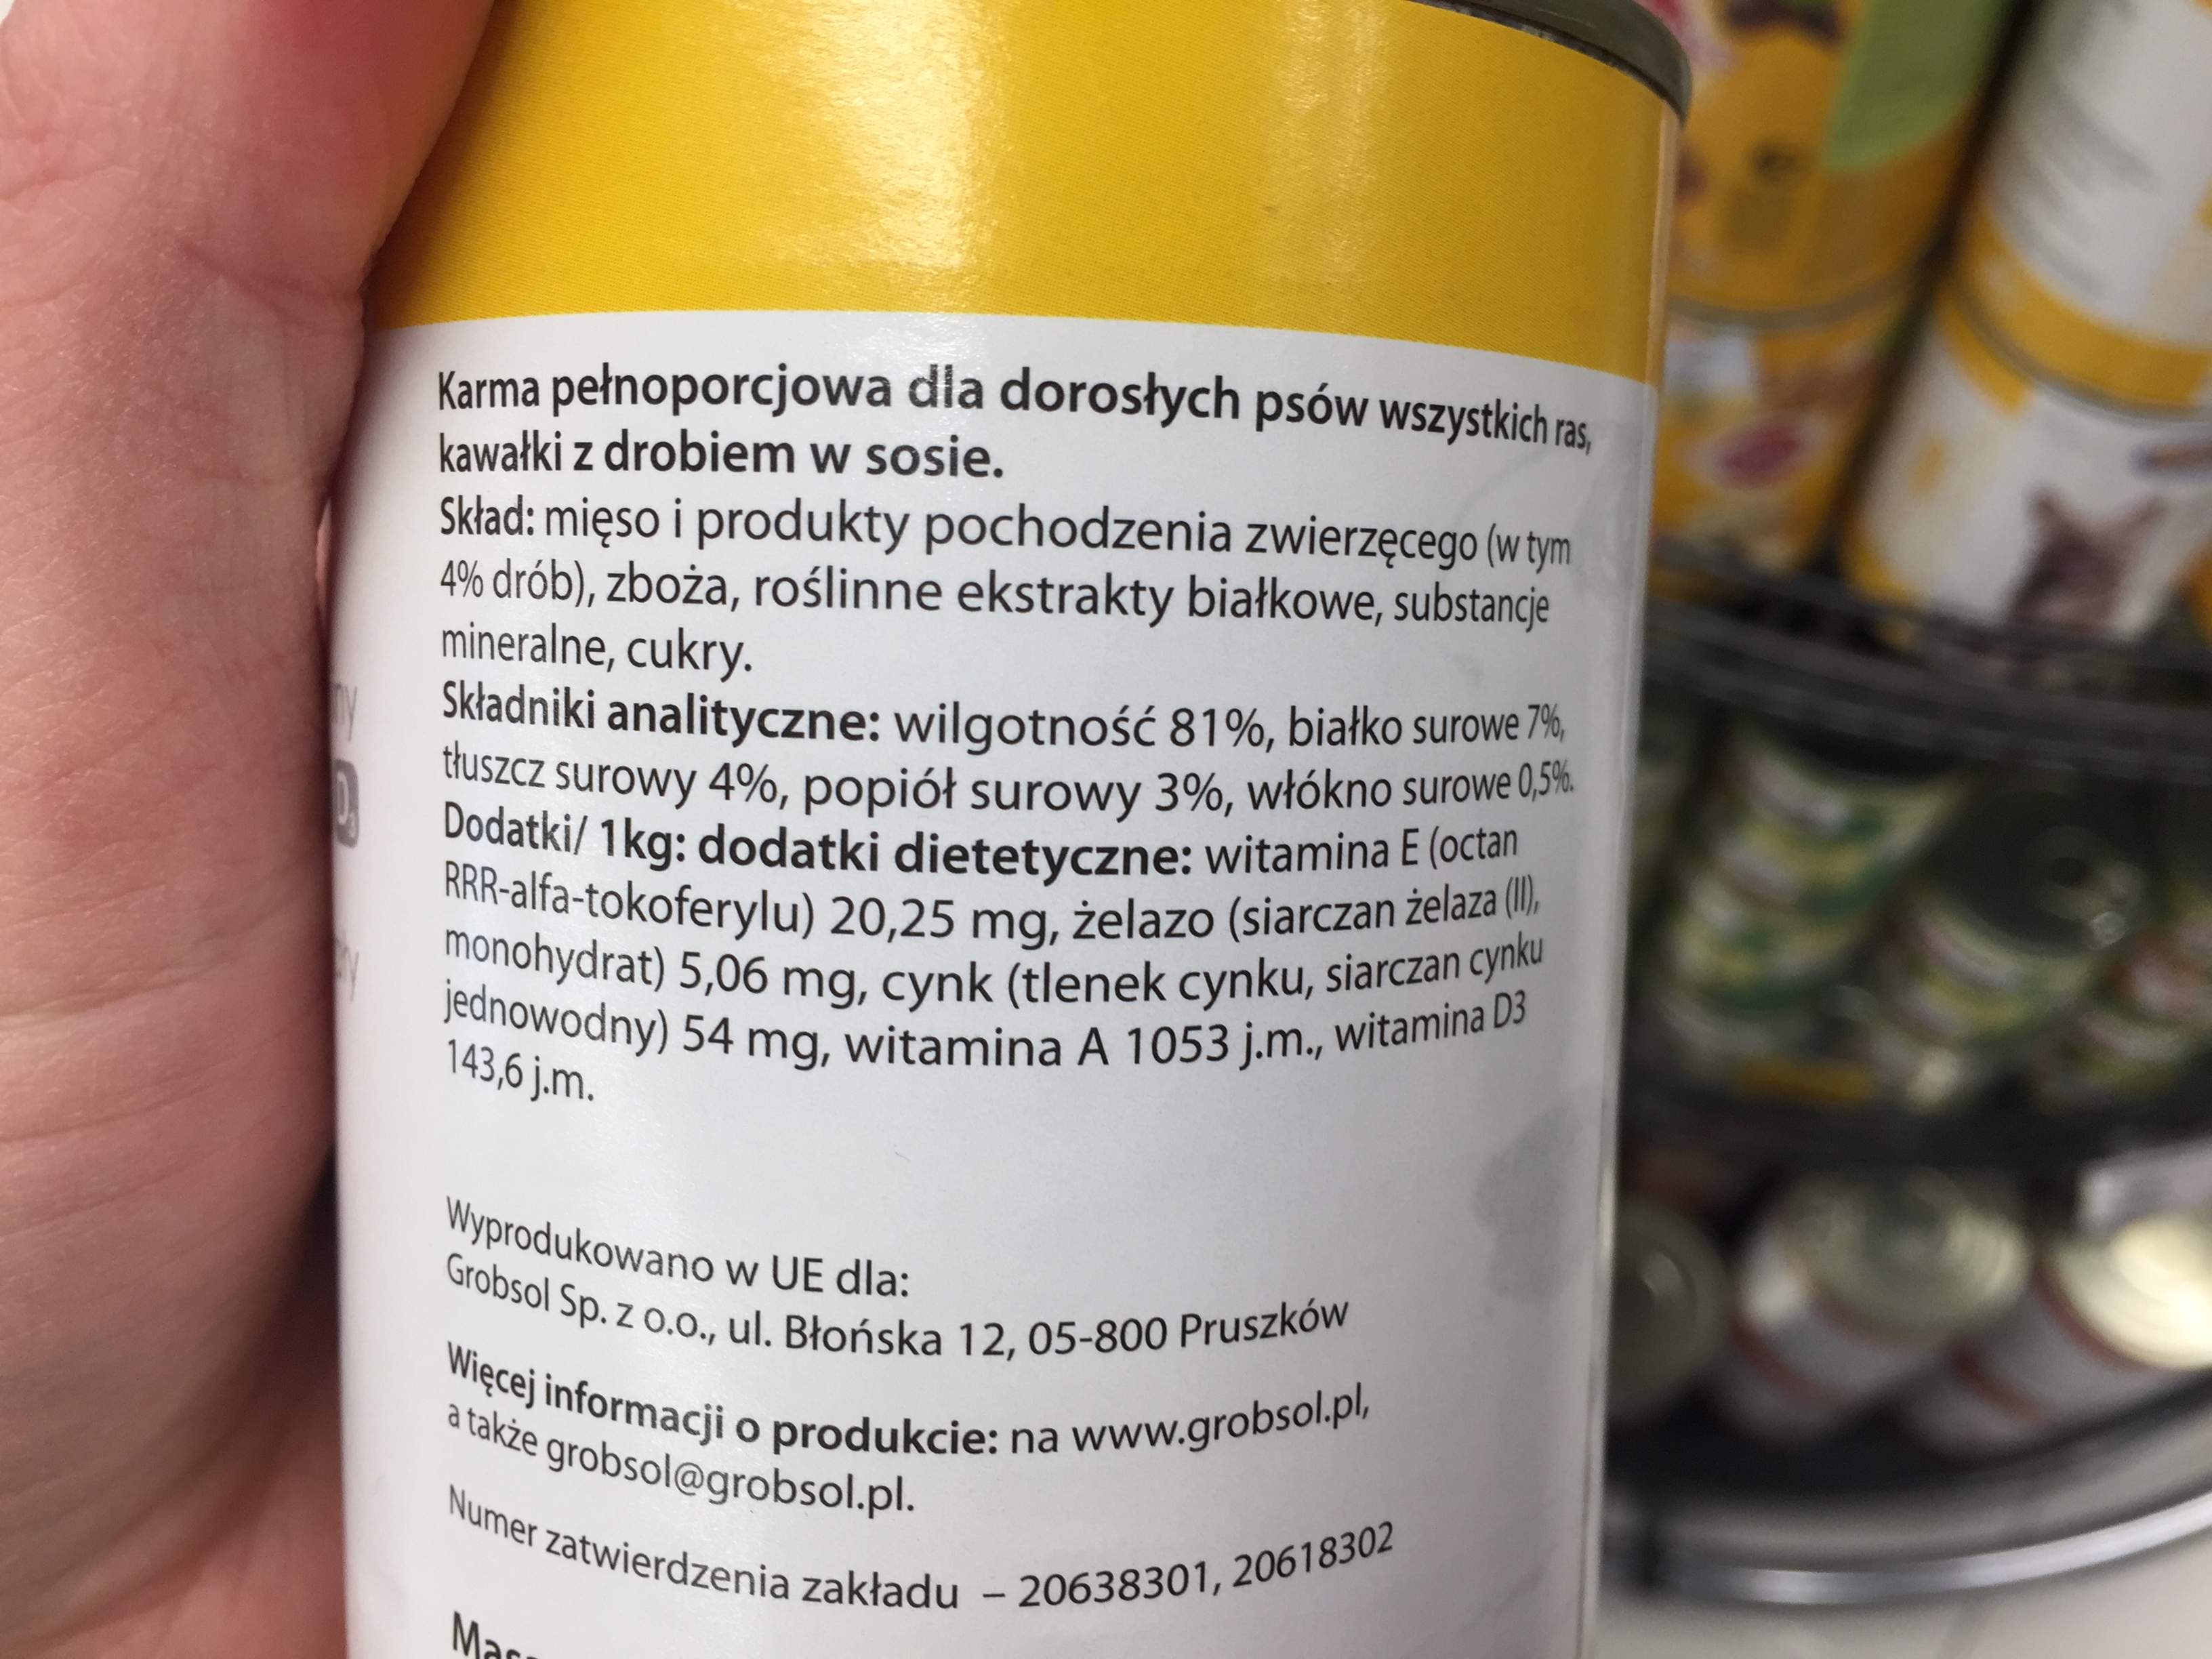 Karma pełnoporcjowa dla dorosłych psów wszystkich ras,
kawałki z drobiem w sosie.
Skład: mięso i produkty pochodzenia zwierzęcego (w tym
4% drób), zboża, roślinne ekstrakty białkowe, substancje
mineralne, cukry.
Składniki analityczne: wilgotność 81%, białko surowe 7%,
tłuszcz surowy 4%, popiół surowy 3%, włókno surowe 0,5%.
Dodatki/ 1kg: dodatki dietetyczne: witamina E (octan
RRR-alfa-tokoferylu) 20,25 mg, żelazo (siarczan żelaza (II),
monohydrat) 5,06 mg, cynk (tlenek cynku, siarczan cynku
jednowodny) 54 mg, witamina A 1053 j.m., witamina D3
143,6 j.m.
Wyprodukowano w UE dla:
Grobsol Sp. z o.o., ul. Błońska 12, 05-800 Pruszków
Więcej informacji o produkcie: na www.grobsol.pl,
a także grobsol@grobsol.pl.
Numer zatwierdzenia zakładu – 20638301, 20618302